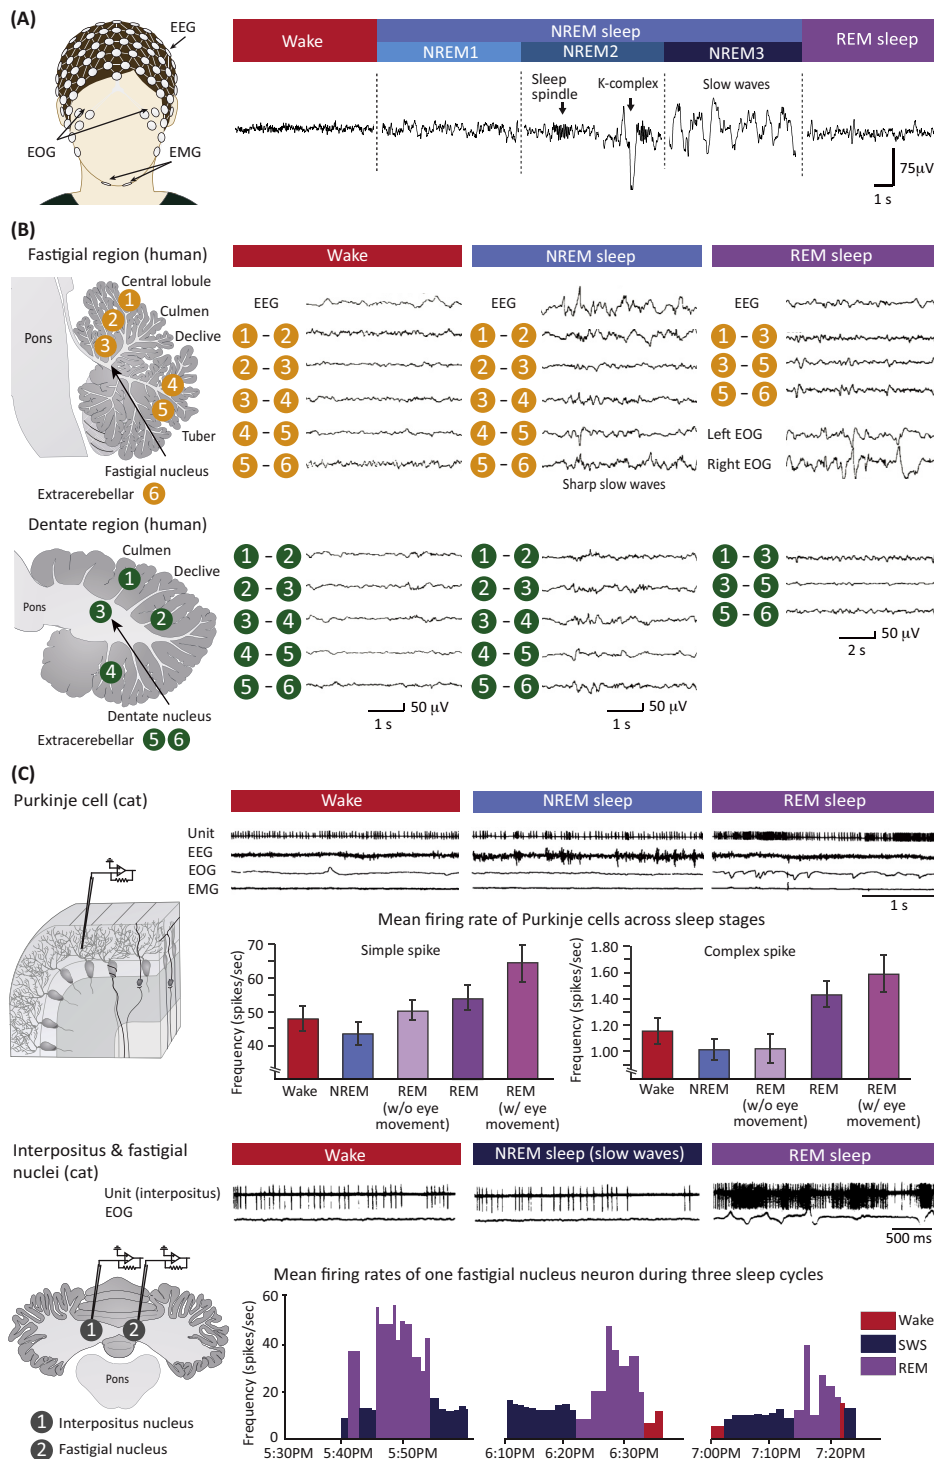 (A)
EEG
EOG
EMG
Wake
NREM sleep
REM sleep
NREM1
NREM2
NREM3
Sleep
spindle
K-complex
Slow waves
75μV
1 s
(B)
Fastigial region (human)
Central lobule
Culmen
Declive
Pons
Tuber
Fastigial nucleus
Extracerebellar 6
1
2
3
4
5
Wake
NREM sleep
REM sleep
EEG
1 – 2
2 – 3
3 – 4
4 – 5
5 – 6
EEG
1 – 2
2 – 3
3 – 4
4 – 5
5 – 6
Sharp slow waves
EEG
1 – 3
3 – 5
5 – 6
Left EOG
Right EOG
Dentate region (human)
Culmen
Declive
Pons
1
2
3
4
Dentate nucleus
Extracerebellar 5 6
1 – 2
2 – 3
3 – 4
4 – 5
5 – 6
50 μV
1 s
1 – 2
2 – 3
3 – 4
4 – 5
5 – 6
50 μV
1 s
1 – 3
3 – 5
5 – 6
50 μV
2 s
(C)
Purkinje cell (cat)
Wake
NREM sleep
REM sleep
Unit
EEG
EOG
EMG
1 s
Mean firing rate of Purkinje cells across sleep stages
Simple spike
Frequency (spikes/sec)
70
60
50
40
Wake
NREM
REM
(w/o eye
movement)
REM
REM
(w/ eye
movement)
Complex spike
Frequency (spikes/sec)
1.80
1.60
1.40
1.20
1.00
Wake
NREM
REM
(w/o eye
movement)
REM
REM
(w/ eye
movement)
Interpositus & fastigial
nuclei (cat)
Wake
NREM sleep (slow waves)
REM sleep
Unit (interpositus)
EOG
500 ms
1
2
Pons
1 Interpositus nucleus
2 Fastigial nucleus
Mean firing rates of one fastigial nucleus neuron during three sleep cycles
Frequency (spikes/sec)
60
40
20
0
5:30PM
5:40PM
5:50PM
6:10PM
6:20PM
6:30PM
7:00PM
7:10PM
7:20PM
Wake
SWS
REM